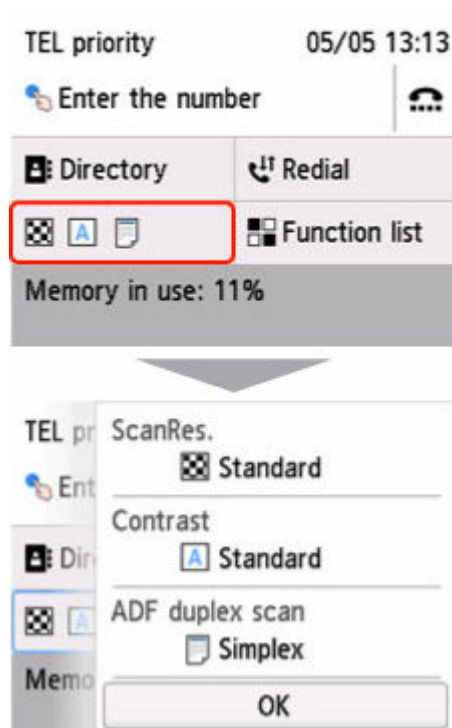 TEL priority 05/05 13:13
Enter the number
Directory Redial
A Function list
Memory in use: 11%
TEL pr ScanRes.
Standard
Ent
Contrast
Dir A Standard
A ADF duplex scan
Simplex
Memo
OK